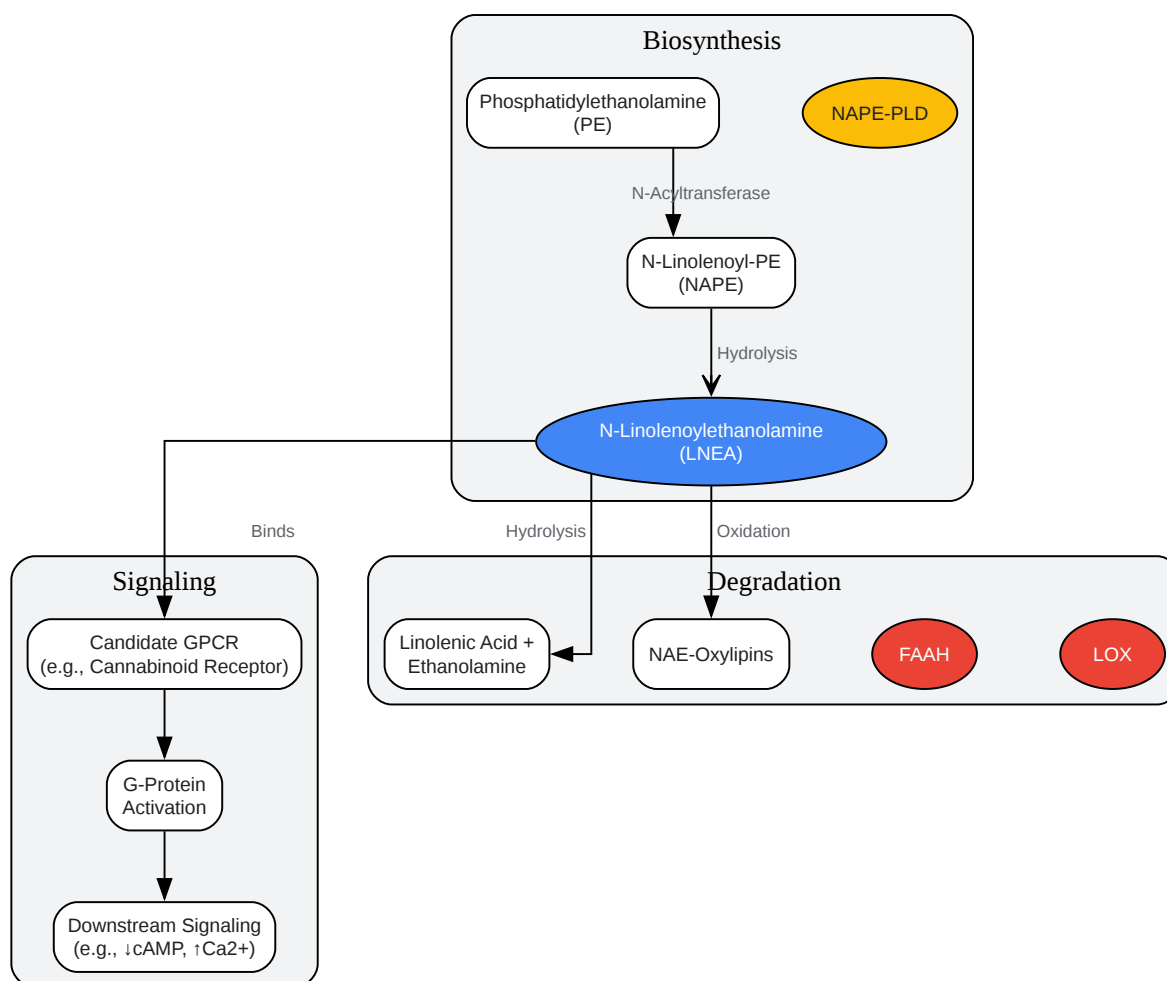 Biosynthesis
Phosphatidylethanolamine
(PE)
NAPE-PLD
N-Acyltransferase
N-Linolenoyl-PE
(NAPE)
Hydrolysis
N-Linolenoylethanolamine
(LNEA)
Binds
Hydrolysis
Oxidation
Signaling
Degradation
Candidate GPCR
(e.g., Cannabinoid Receptor)
Linolenic Acid +
Ethanolamine
NAE-Oxylipins
FAAH
LOX
G-Protein
Activation
Downstream Signaling
(e.g., ↓cAMP, ↑Ca2+)